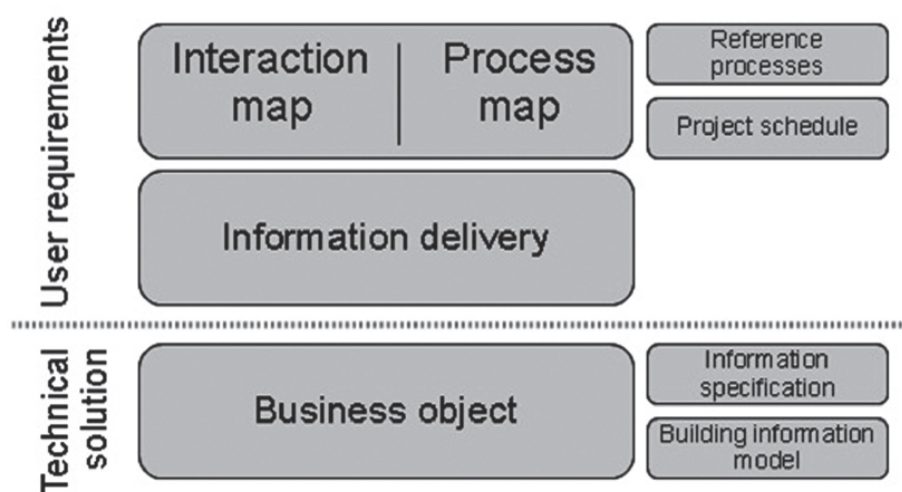 User requirements
Interaction
map
Process
map
Reference
processes
Project schedule
Information delivery
Technical
solution
Business object
Information
specification
Building information
model